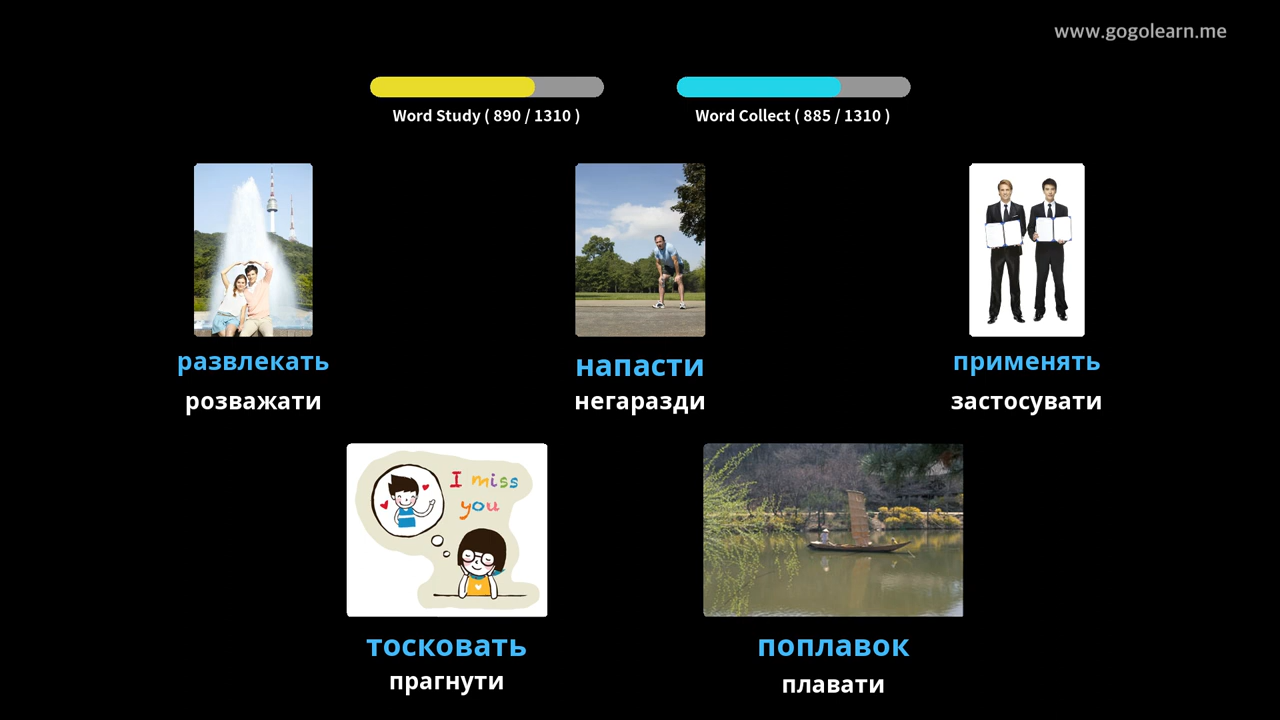 www.gogolearn.me
Word Study ( 890 / 1310 )
Word Collect ( 885 / 1310 )
развлекать
розважати
напасти
негаразди
применять
застосувати
I miss
you
тосковать
прагнути
поплавок
плавати